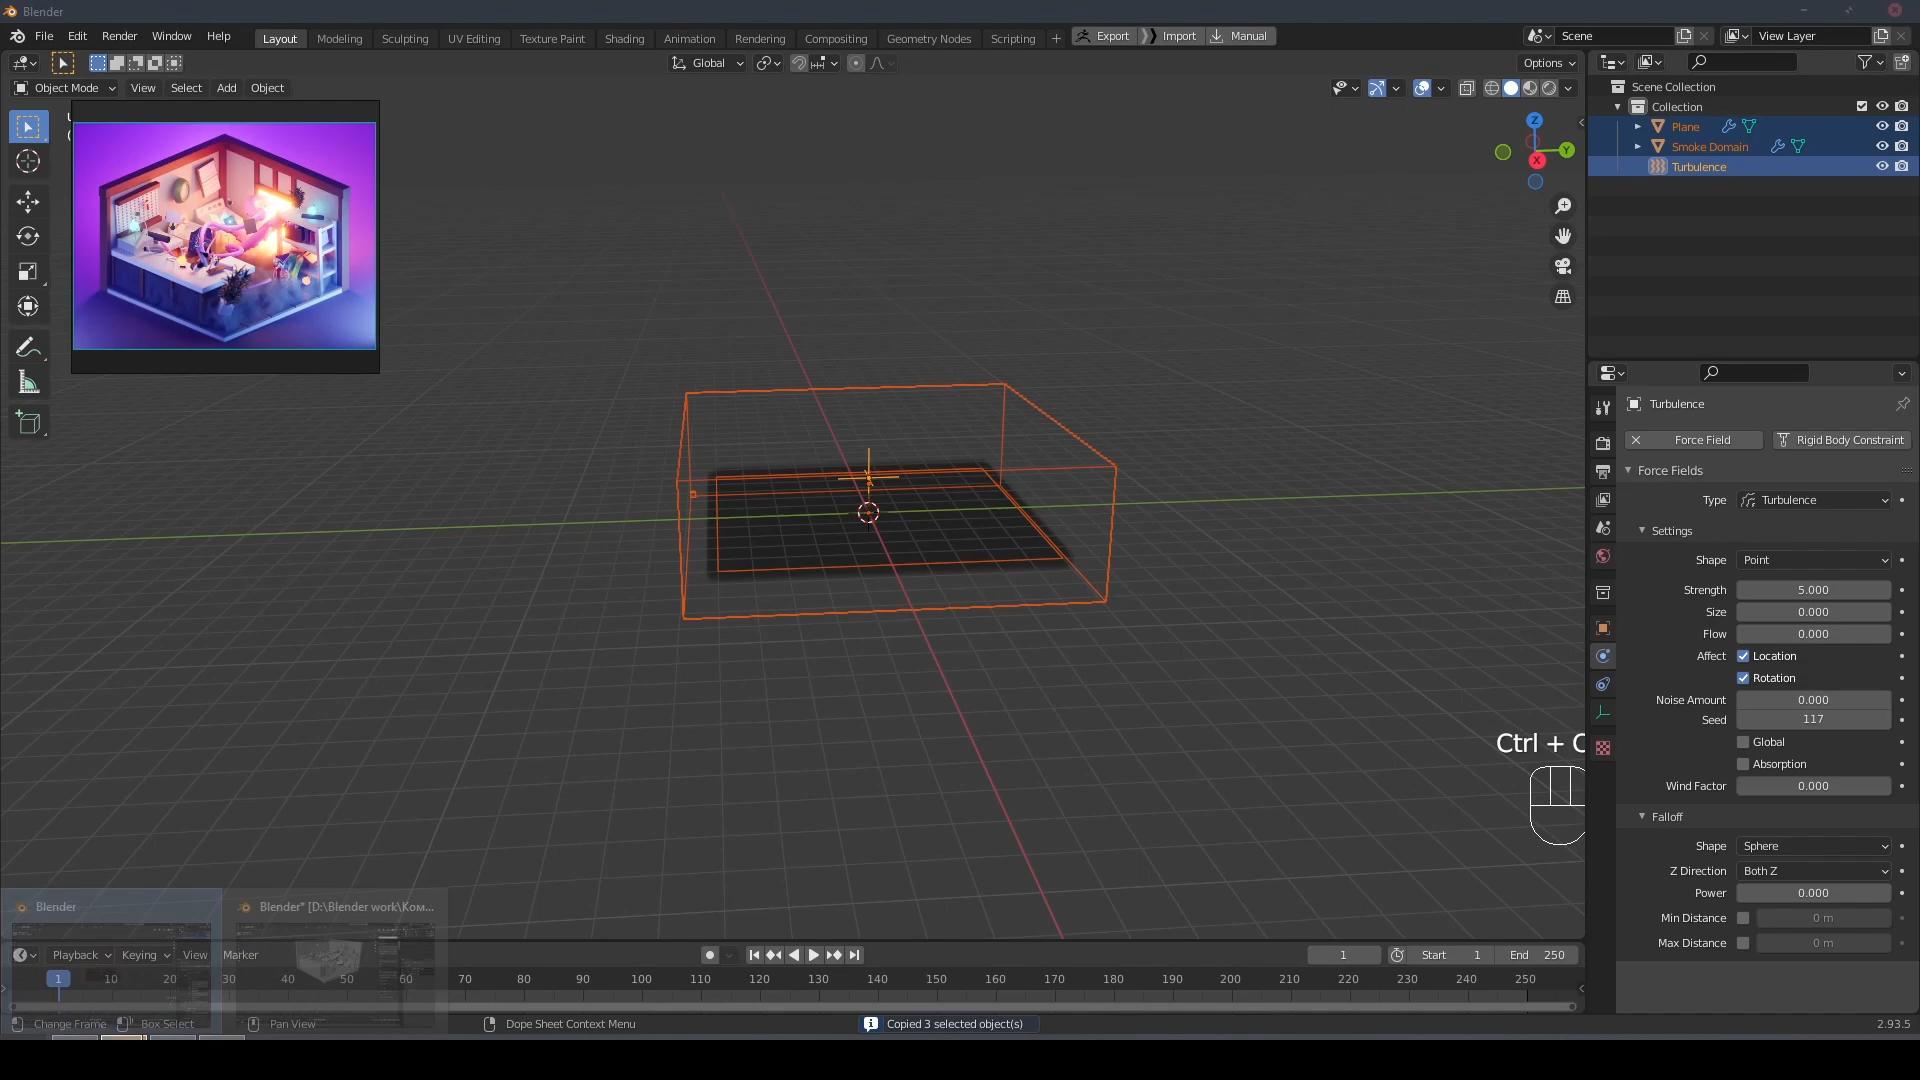 Blender
File Edit Render Window Help
Layout Modeling Sculpting UV Editing Texture Paint Shading Animation Rendering Compositing Geometry Nodes Scripting + Export Import Manual
Scene
View Layer
Global
Options
Object Mode View Select Add Object
Scene Collection
Collection
Plane
Smoke Domain
Turbulence
Z
Y
X
Turbulence
Force Field
Rigid Body Constraint
Force Fields
Type Turbulence
Settings
Shape Point
Strength 5.000
Size 0.000
Flow 0.000
Affect Location
Rotation
Noise Amount 0.000
Seed 117
Global
Absorption
Wind Factor 0.000
Falloff
Shape Sphere
Z Direction Both Z
Power 0.000
Min Distance 0 m
Max Distance 0 m
Ctrl + C
Blender
Blender* [D:\Blender work\Ком...
Playback Keying View Marker
1 Start 1 End 250
1 10 20 30 40 50 60 70 80 90 100 110 120 130 140 150 160 170 180 190 200 210 220 230 240 250
Change Frame Box Select Pan View Dope Sheet Context Menu Copied 3 selected object(s) 2.93.5